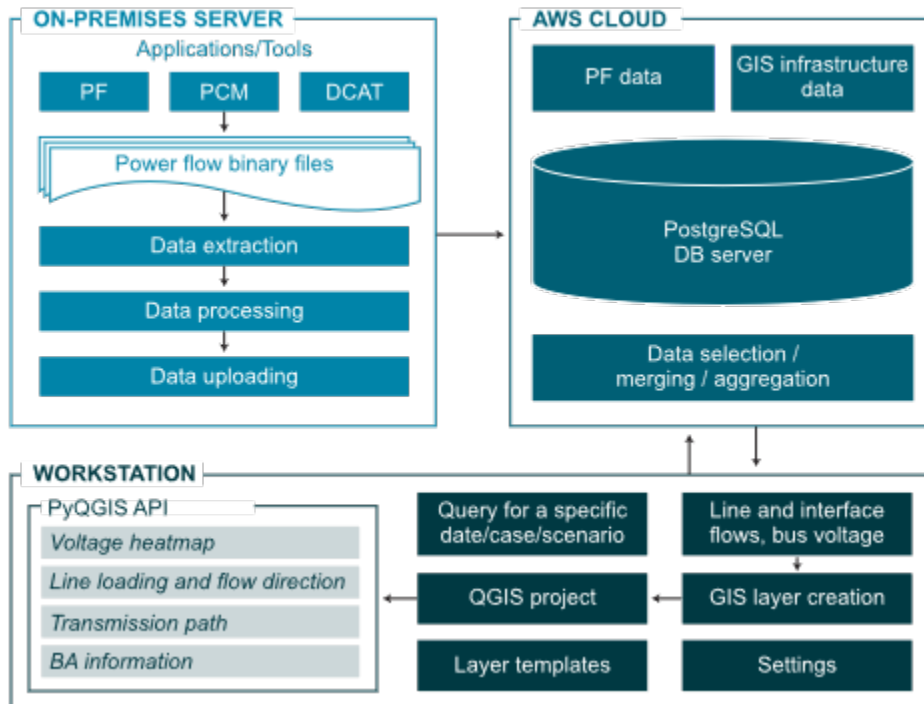 ON-PREMISES SERVER
Applications/Tools
PF
PCM
DCAT
Power flow binary files
Data extraction
Data processing
Data uploading
AWS CLOUD
PF data
GIS infrastructure
data
PostgreSQL
DB server
Data selection /
merging / aggregation
WORKSTATION
PyQGIS API
Voltage heatmap
Line loading and flow direction
Transmission path
BA information
Query for a specific
date/case/scenario
QGIS project
Layer templates
Line and interface
flows, bus voltage
GIS layer creation
Settings